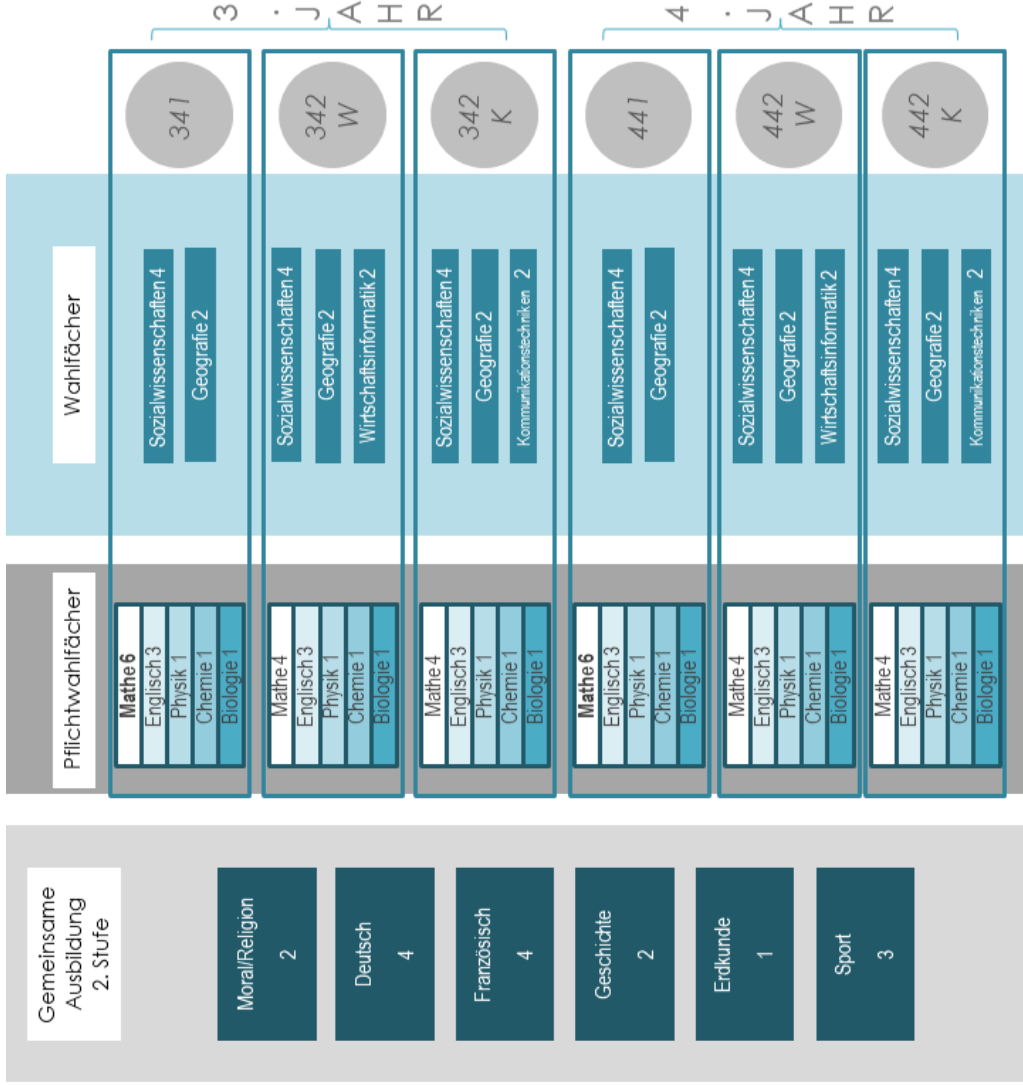 Gemeinsame
Ausbildung
2. Stufe
Moral/Religion
2
Deutsch
4
Französisch
4
Geschichte
2
Erdkunde
1
Sport
3
Pflichtwahlfächer
Mathe 6
Englisch 3
Physik 1
Chemie 1
Biologie 1
Mathe 4
Englisch 3
Physik 1
Chemie 1
Biologie 1
Mathe 4
Englisch 3
Physik 1
Chemie 1
Biologie 1
Mathe 6
Englisch 3
Physik 1
Chemie 1
Biologie 1
Mathe 4
Englisch 3
Physik 1
Chemie 1
Biologie 1
Mathe 4
Englisch 3
Physik 1
Chemie 1
Biologie 1
Wahlfächer
Sozialwissenschaften 4
Geografie 2
Sozialwissenschaften 4
Geografie 2
Wirtschaftsinformatik 2
Sozialwissenschaften 4
Geografie 2
Kommunikationstechniken 2
Sozialwissenschaften 4
Geografie 2
Sozialwissenschaften 4
Geografie 2
Wirtschaftsinformatik 2
Sozialwissenschaften 4
Geografie 2
Kommunikationstechniken 2
341
342
W
342
K
441
442
W
442
K
3
.
J
A
H
R
4
.
J
A
H
R